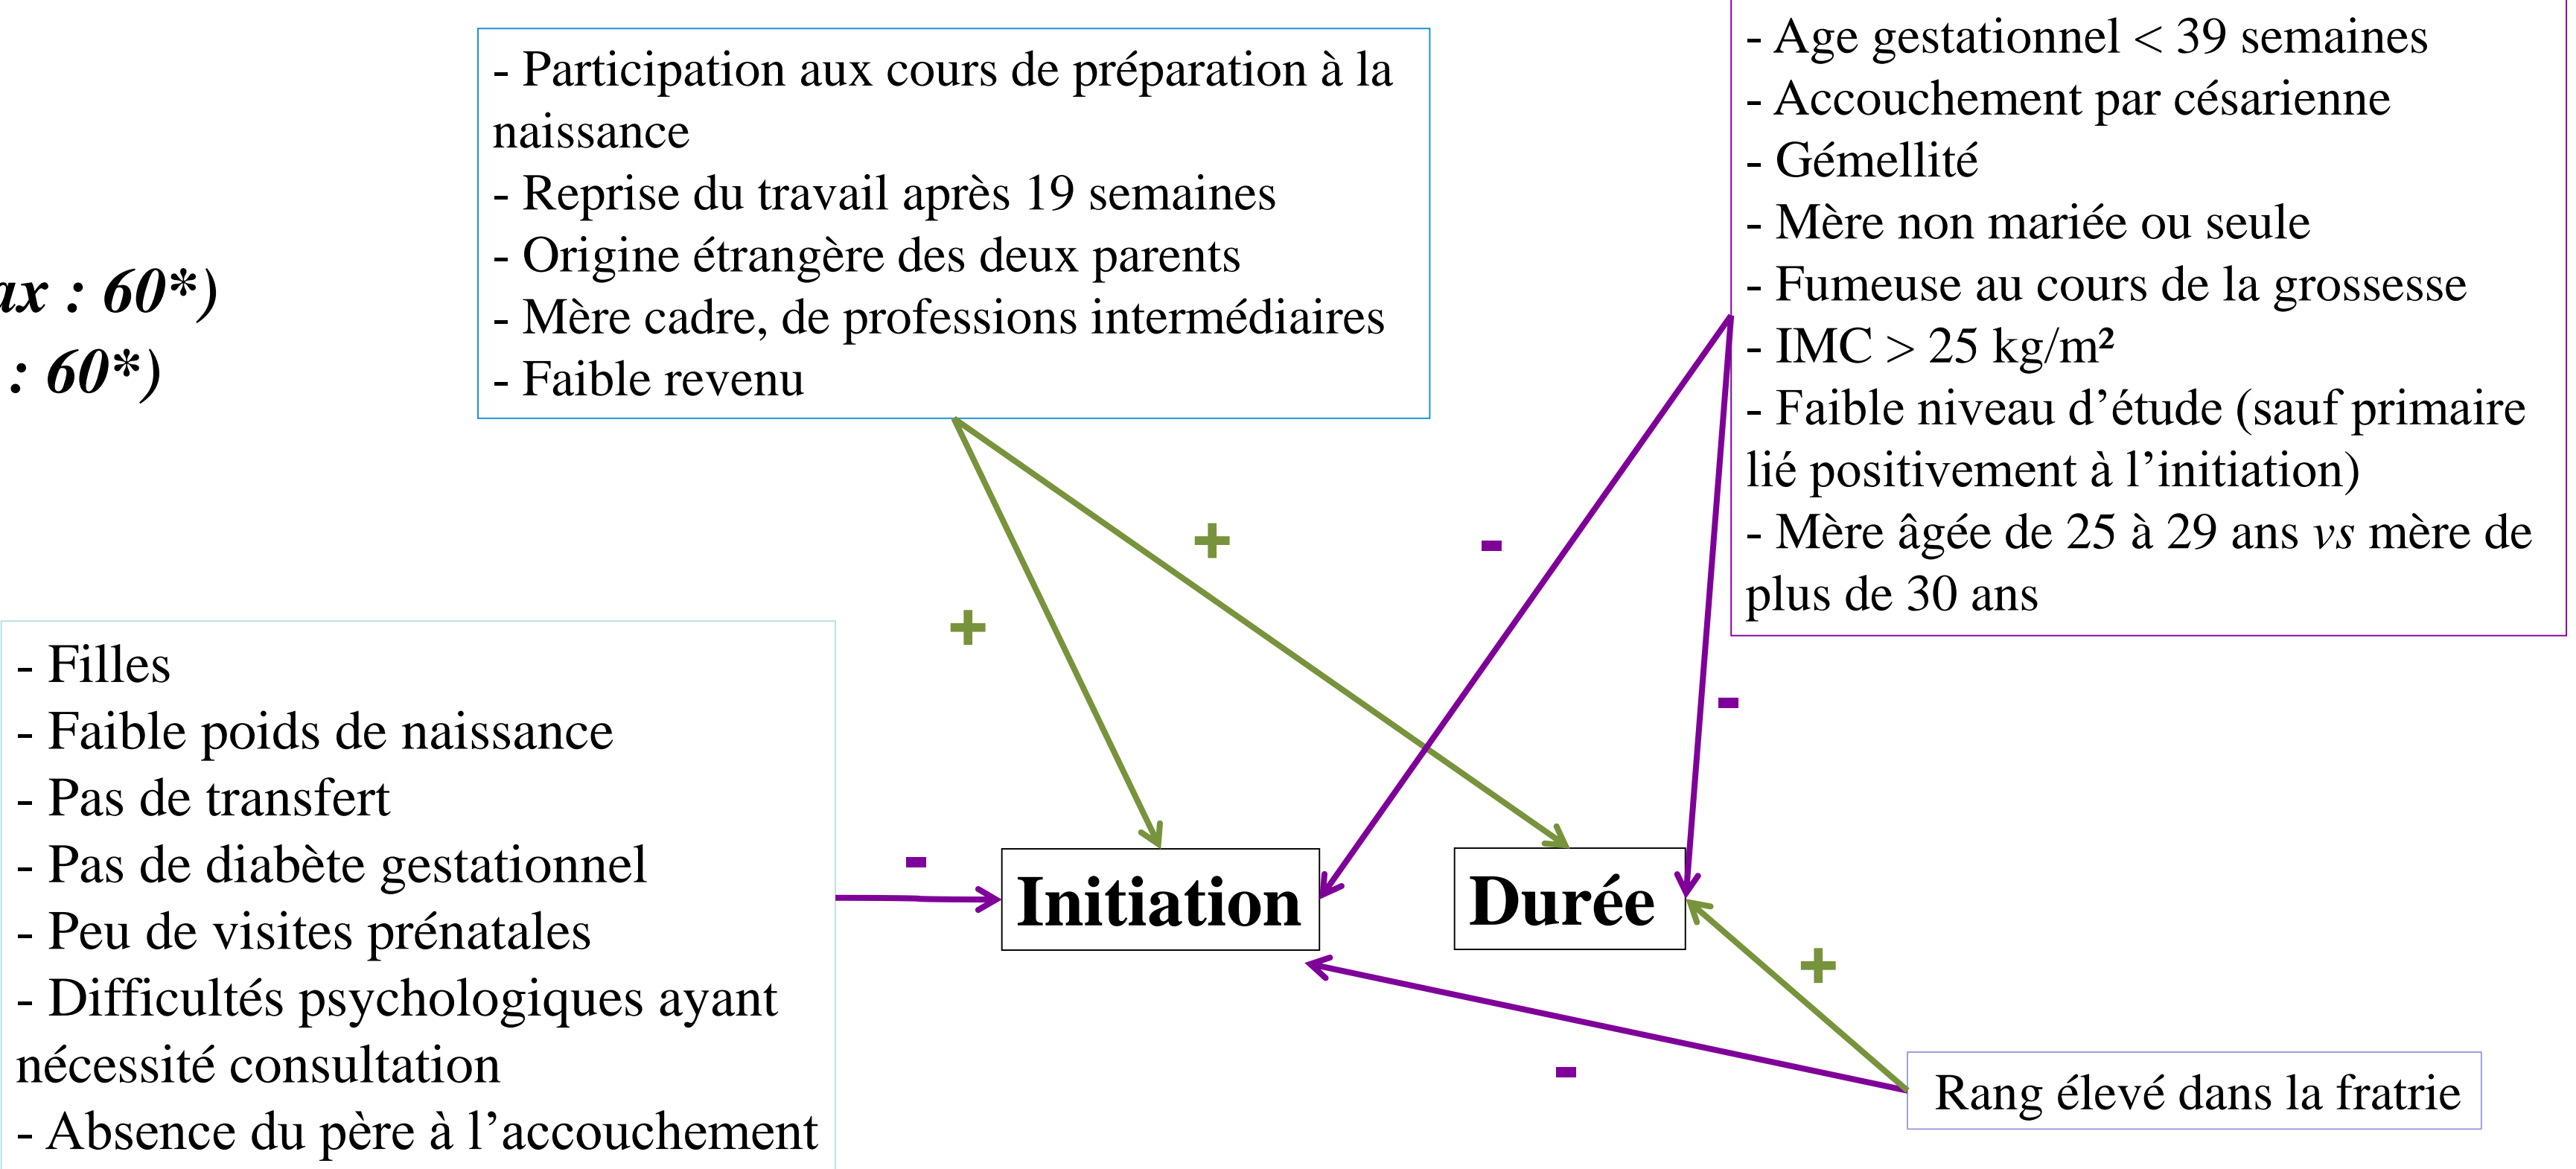 ax : 60*)
: 60*)
- Participation aux cours de préparation à la
naissance
- Reprise du travail après 19 semaines
- Origine étrangère des deux parents
- Mère cadre, de professions intermédiaires
- Faible revenu
- Age gestationnel < 39 semaines
- Accouchement par césarienne
- Gémellité
- Mère non mariée ou seule
- Fumeuse au cours de la grossesse
- IMC > 25 kg/m²
- Faible niveau d’étude (sauf primaire
lié positivement à l’initiation)
- Mère âgée de 25 à 29 ans vs mère de
plus de 30 ans
+
-
+
-
- Filles
- Faible poids de naissance
- Pas de transfert
- Pas de diabète gestationnel
- Peu de visites prénatales
- Difficultés psychologiques ayant
nécessité consultation
- Absence du père à l’accouchement
-
Initiation
Durée
+
-
Rang élevé dans la fratrie